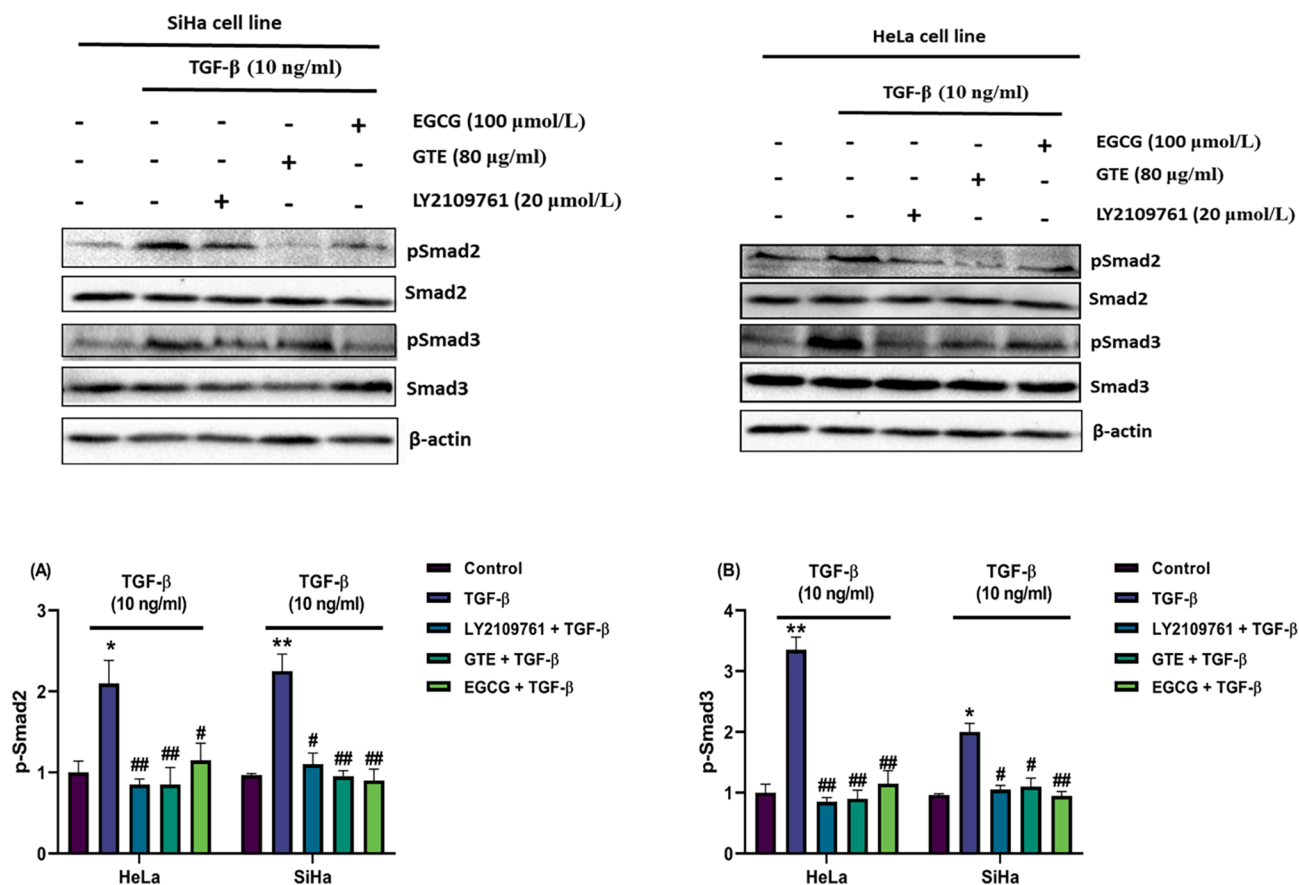 SiHa cell line
TGF-β (10 ng/ml)
- - - - + EGCG (100 μmol/L)
- - - + - GTE (80 μg/ml)
- - + - - LY2109761 (20 μmol/L)
pSmad2
Smad2
pSmad3
Smad3
β-actin
HeLa cell line
TGF-β (10 ng/ml)
- - - - + EGCG (100 μmol/L)
- - - + - GTE (80 μg/ml)
- - + - - LY2109761 (20 μmol/L)
pSmad2
Smad2
pSmad3
Smad3
β-actin
(A)
TGF-β
(10 ng/ml)
TGF-β
(10 ng/ml)
p-Smad2
3
2
1
0
*
##
##
#
**
#
##
##
HeLa
SiHa
Control
TGF-β
LY2109761 + TGF-β
GTE + TGF-β
EGCG + TGF-β
(B)
TGF-β
(10 ng/ml)
TGF-β
(10 ng/ml)
p-Smad3
4
3
2
1
0
**
##
##
##
*
#
#
##
HeLa
SiHa
Control
TGF-β
LY2109761 + TGF-β
GTE + TGF-β
EGCG + TGF-β